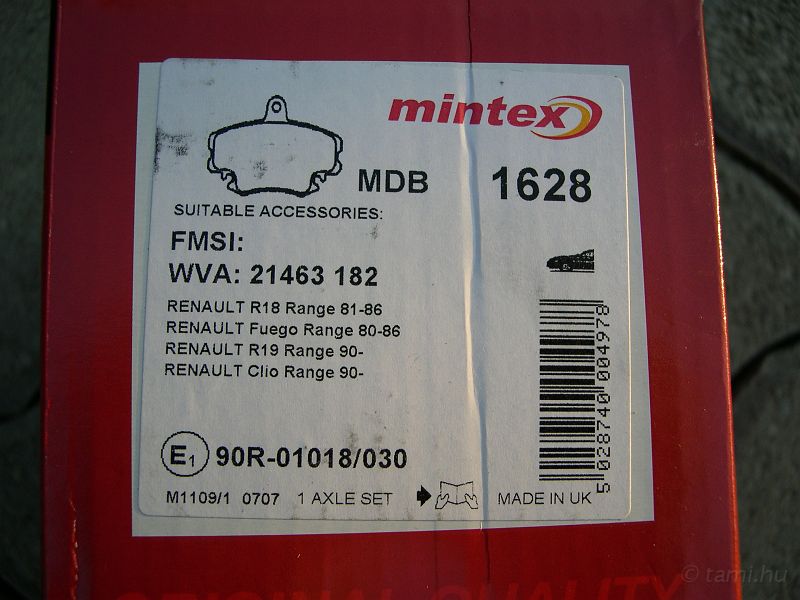 mintex
MDB 1628
SUITABLE ACCESSORIES:
FMSI:
WVA: 21463 182
RENAULT R18 Range 81-86
RENAULT Fuego Range 80-86
RENAULT R19 Range 90-
RENAULT Clio Range 90-
E1 90R-01018/030
M1109/1 0707 1 AXLE SET MADE IN UK
5 028740 004978
ORIGINAL QUALITY
© tami.hu